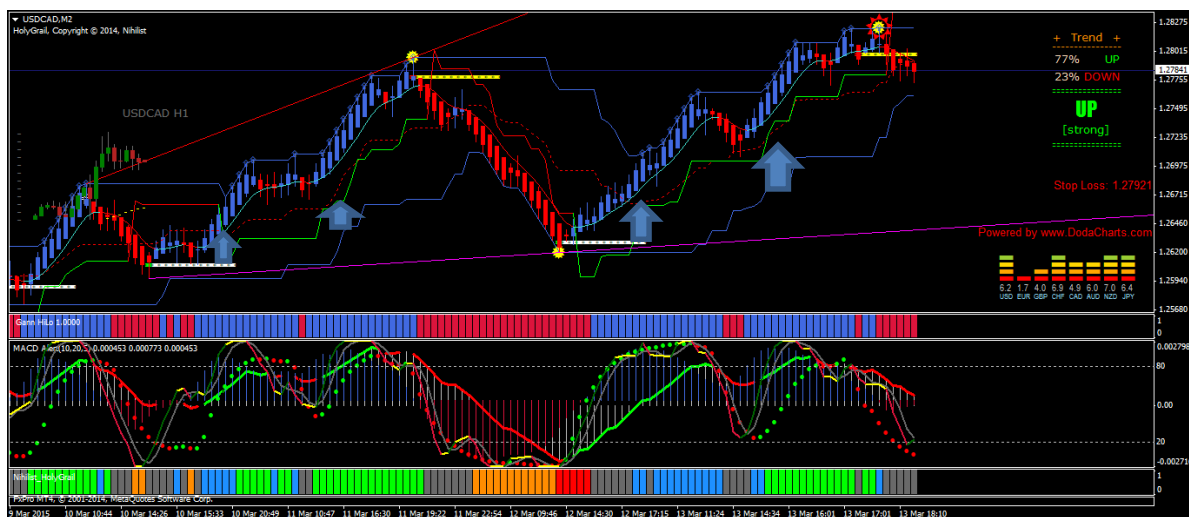 USDCAD,M2
HolyGrail, Copyright © 2014, Nihilist
USDCAD H1
+ Trend +
77% UP
23% DOWN
UP
[strong]
Stop Loss: 1.27921
Powered by www.DodaCharts.com
6.2 1.7 4.0 6.9 4.9 6.0 7.0 6.4
USD EUR GBP CHF CAD AUD NZD JPY
1.28275
1.28015
1.27841
1.27755
1.27495
1.27235
1.26975
1.26715
1.26460
1.26200
1.25940
1.25680
Gann HiLo 1.0000
1
0
MACD (10,20,5) 0.000453 0.000773 0.000453
0.002798
80
0.00
20
Nihilist_HolyGrail
1
0
FxPro MT4, © 2001-2014, MetaQuotes Software Corp.
9 Mar 2015 10 Mar 10:44 10 Mar 14:26 10 Mar 15:33 10 Mar 20:49 11 Mar 10:47 11 Mar 16:30 11 Mar 19:22 11 Mar 22:54 12 Mar 09:46 12 Mar 14:30 12 Mar 17:15 13 Mar 11:24 13 Mar 14:34 13 Mar 16:01 13 Mar 17:01 13 Mar 18:10